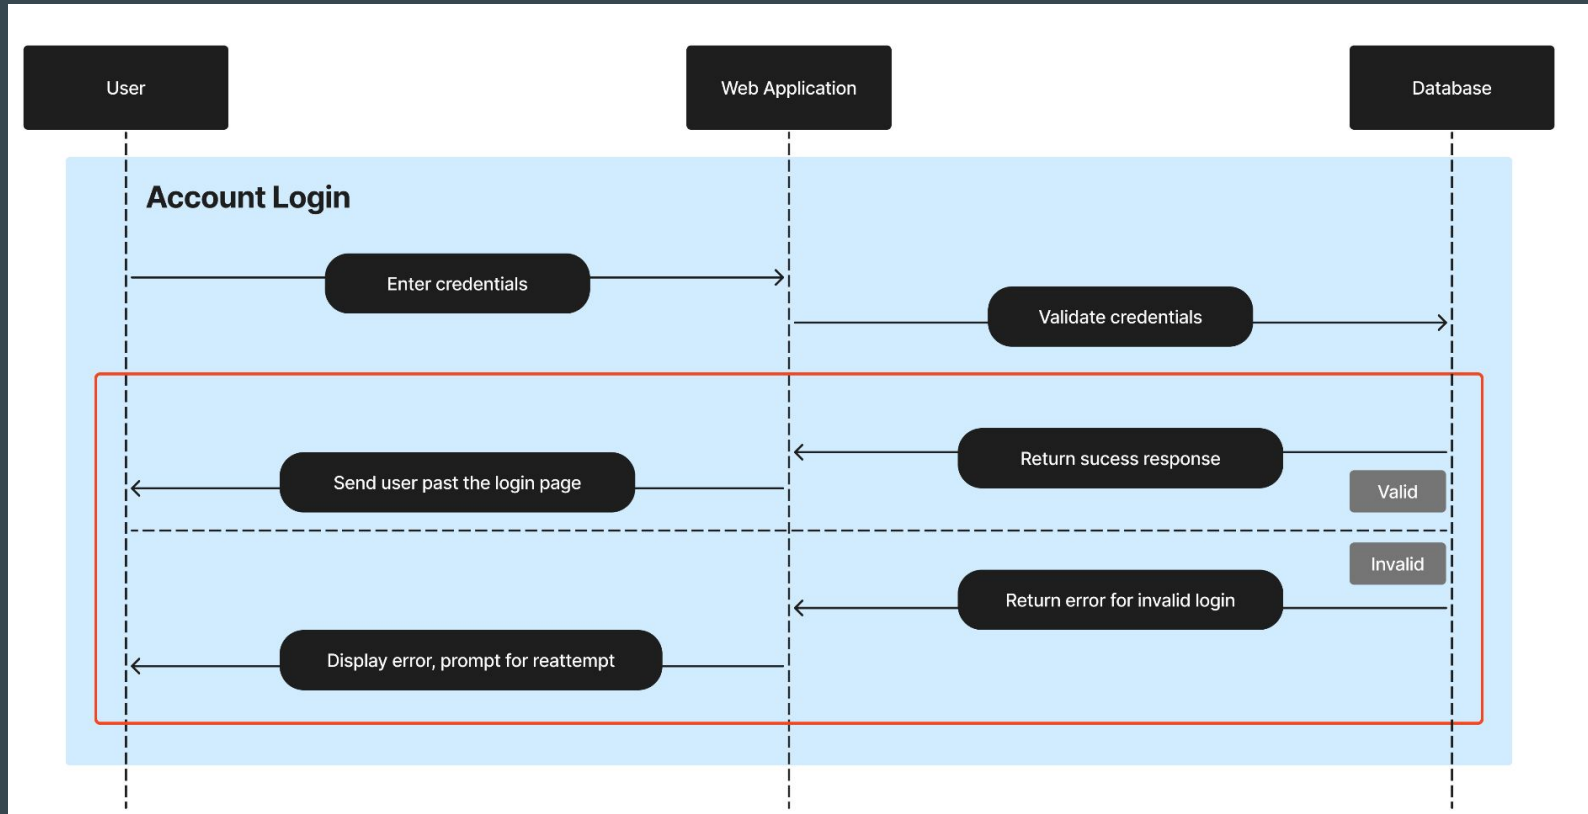 User
Web Application
Database
Account Login
Enter credentials
Validate credentials
Return sucess response
Send user past the login page
Valid
Invalid
Return error for invalid login
Display error, prompt for reattempt